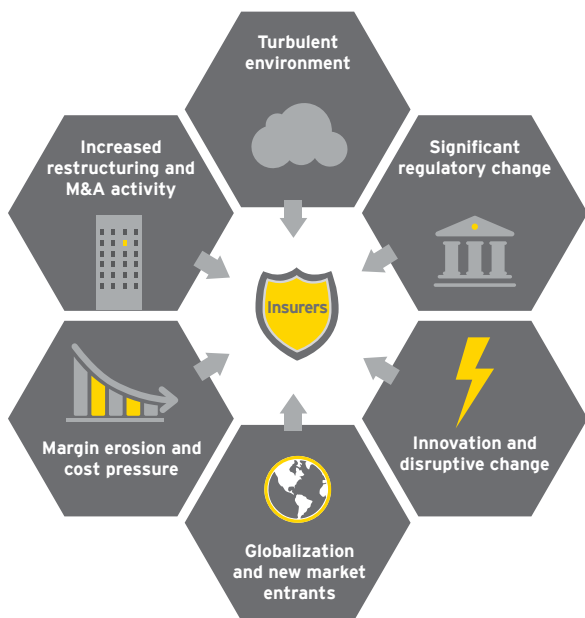 Turbulent
environment
Increased
restructuring and
M&A activity
Significant
regulatory change
Insurers
Margin erosion and
cost pressure
Innovation and
disruptive change
Globalization
and new market
entrants